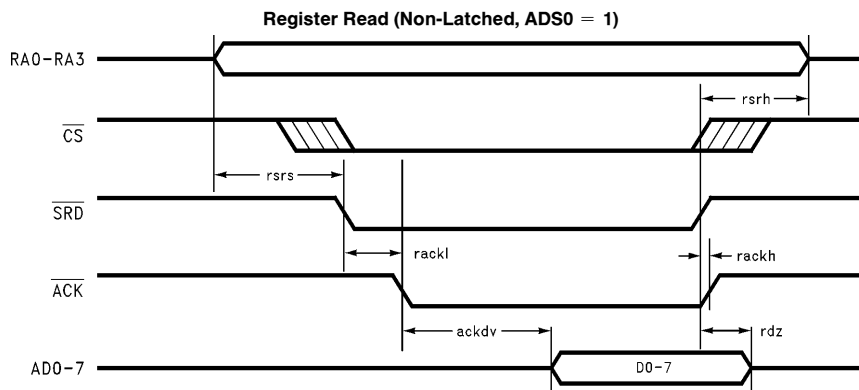 Register Read (Non-Latched, ADS0 = 1)
RA0-RA3
rsrh
CS
rsrs
SRD
rackl
rackh
ACK
ackdv
rdz
AD0-7
D0-7